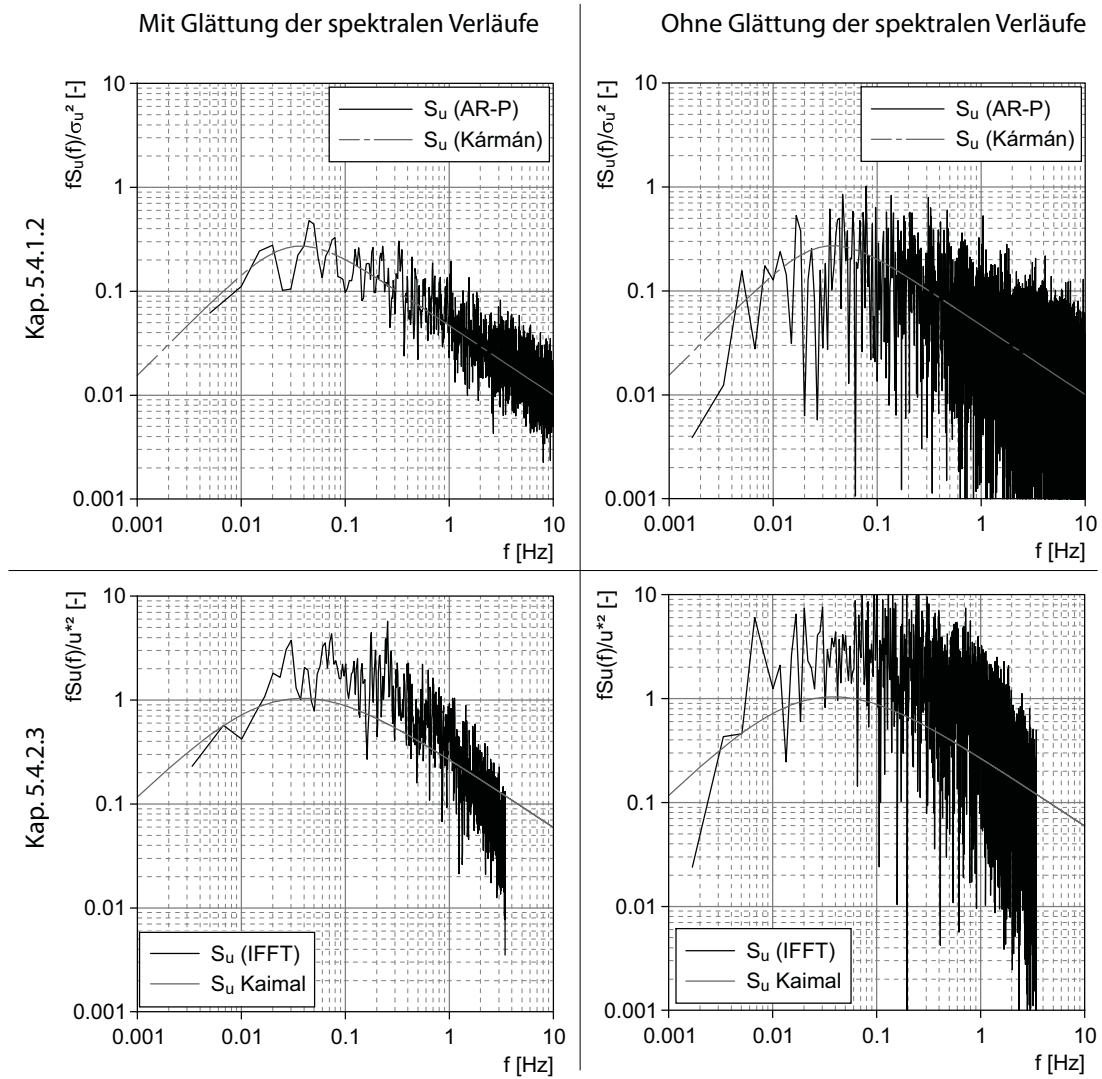 Mit Glättung der spektralen Verläufe
Ohne Glättung der spektralen Verläufe
Kap. 5.4.1.2
fSu(f)/σu² [-]
10
1
0.1
0.01
0.001
Su (AR-P)
Su (Kármán)
0.001 0.01 0.1 1 10
f [Hz]
fSu(f)/σu² [-]
10
1
0.1
0.01
0.001
Su (AR-P)
Su (Kármán)
0.001 0.01 0.1 1 10
f [Hz]
Kap. 5.4.2.3
fSu(f)/u*² [-]
10
1
0.1
0.01
0.001
Su (IFFT)
Su Kaimal
0.001 0.01 0.1 1 10
f [Hz]
fSu(f)/u*² [-]
10
1
0.1
0.01
0.001
Su (IFFT)
Su Kaimal
0.001 0.01 0.1 1 10
f [Hz]